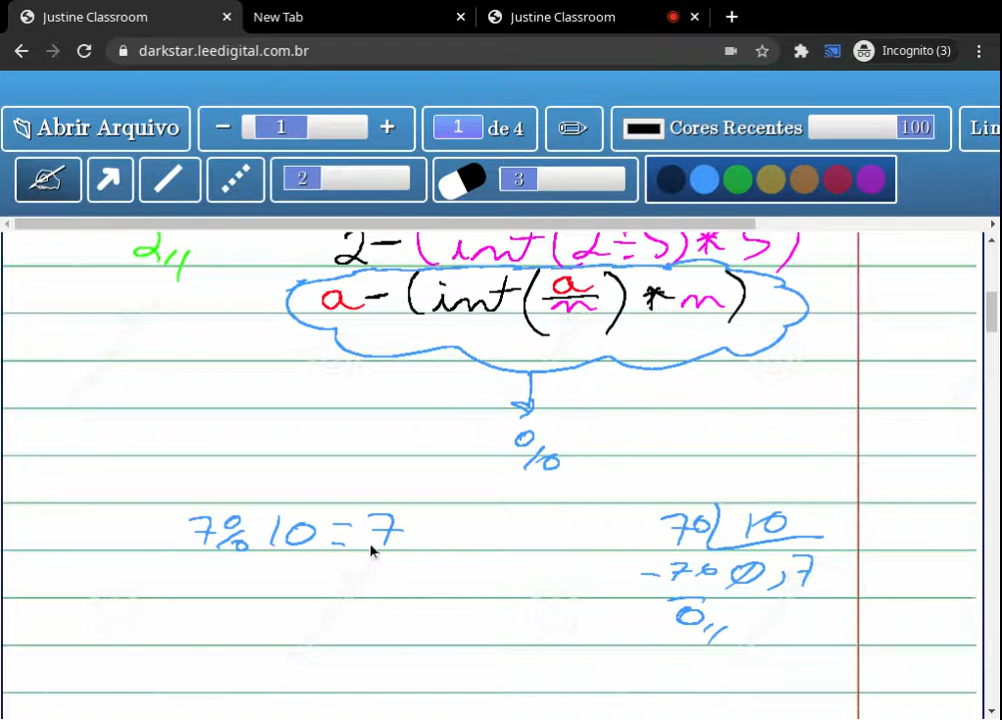 Justine Classroom
New Tab
Justine Classroom
darkstar.leedigital.com.br
Incognito (3)
Abrir Arquivo
− 1 +
1 de 4
Cores Recentes
100
Lin
2
3
2,,
2-(int(2÷5)*5)
a-(int(a/n)*n)
%
7%10=7
70 10
-70 0,7
0,,